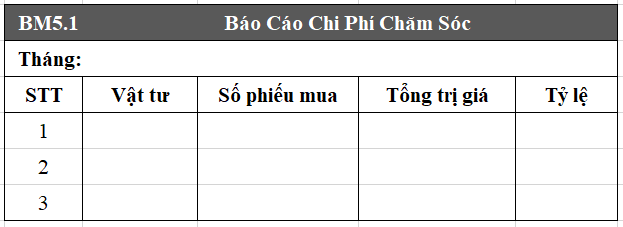 BM5.1 Báo Cáo Chi Phí Chăm Sóc
Tháng:
STT Vật tư Số phiếu mua Tổng trị giá Tỷ lệ
1
2
3